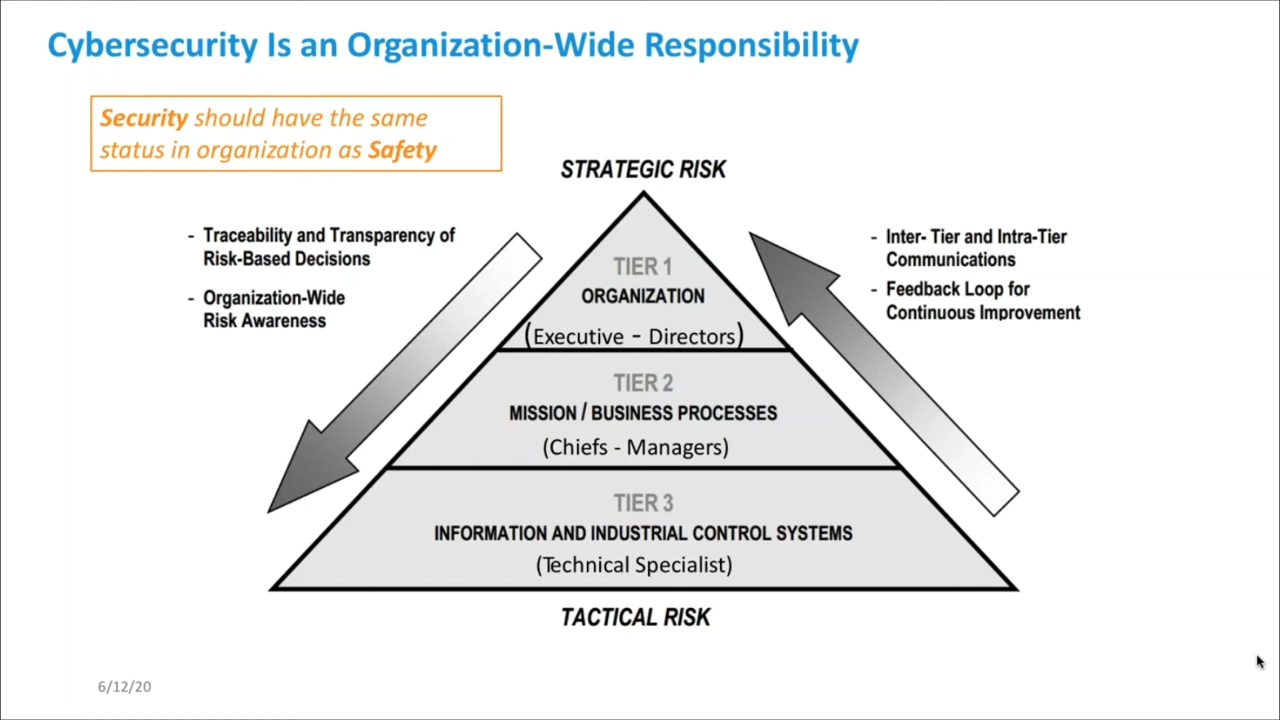 Cybersecurity Is an Organization-Wide Responsibility
Security should have the same
status in organization as Safety
STRATEGIC RISK
- Traceability and Transparency of
Risk-Based Decisions
- Organization-Wide
Risk Awareness
- Inter- Tier and Intra-Tier
Communications
- Feedback Loop for
Continuous Improvement
TIER 1
ORGANIZATION
(Executive - Directors)
TIER 2
MISSION / BUSINESS PROCESSES
(Chiefs - Managers)
TIER 3
INFORMATION AND INDUSTRIAL CONTROL SYSTEMS
(Technical Specialist)
TACTICAL RISK
6/12/20